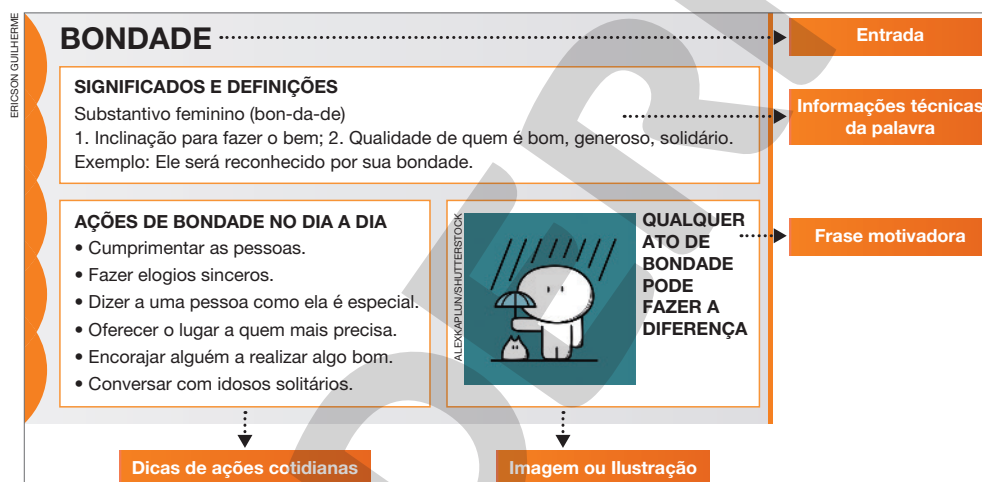 ERICSON GUILHERME
BONDADE
Entrada
SIGNIFICADOS E DEFINIÇÕES
Substantivo feminino (bon-da-de)
1. Inclinação para fazer o bem; 2. Qualidade de quem é bom, generoso, solidário.
Exemplo: Ele será reconhecido por sua bondade.
Informações técnicas
da palavra
AÇÕES DE BONDADE NO DIA A DIA
• Cumprimentar as pessoas.
• Fazer elogios sinceros.
• Dizer a uma pessoa como ela é especial.
• Oferecer o lugar a quem mais precisa.
• Encorajar alguém a realizar algo bom.
• Conversar com idosos solitários.
ALEXKAPLUN/SHUTTERSTOCK
QUALQUER
ATO DE
BONDADE
PODE
FAZER A
DIFERENÇA
Frase motivadora
Dicas de ações cotidianas
Imagem ou Ilustração